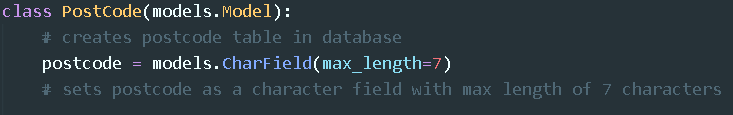 class PostCode(models.Model):
# creates postcode table in database
postcode = models.CharField(max_length=7)
# sets postcode as a character field with max length of 7 characters